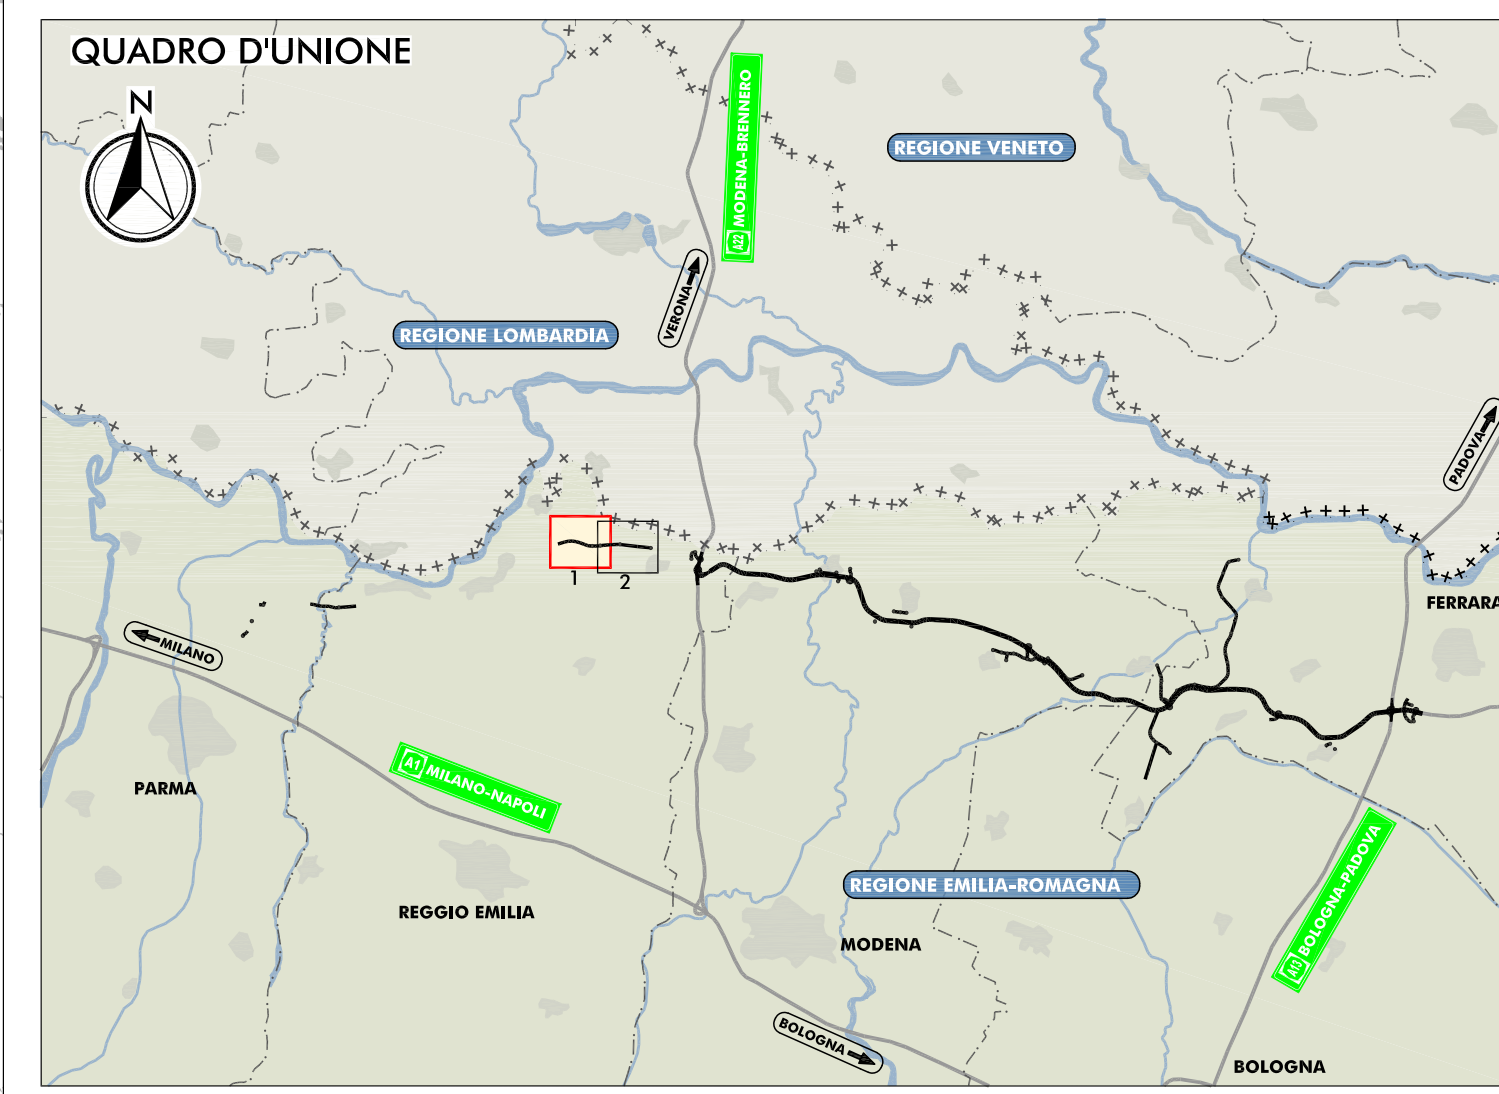 QUADRO D'UNIONE
N
A22 MODENA-BRENNERO
REGIONE VENETO
VERONA
REGIONE LOMBARDIA
PADOVA
1
2
FERRARA
MILANO
PARMA
A1 MILANO-NAPOLI
REGIONE EMILIA-ROMAGNA
REGGIO EMILIA
MODENA
A13 BOLOGNA-PADOVA
BOLOGNA
BOLOGNA